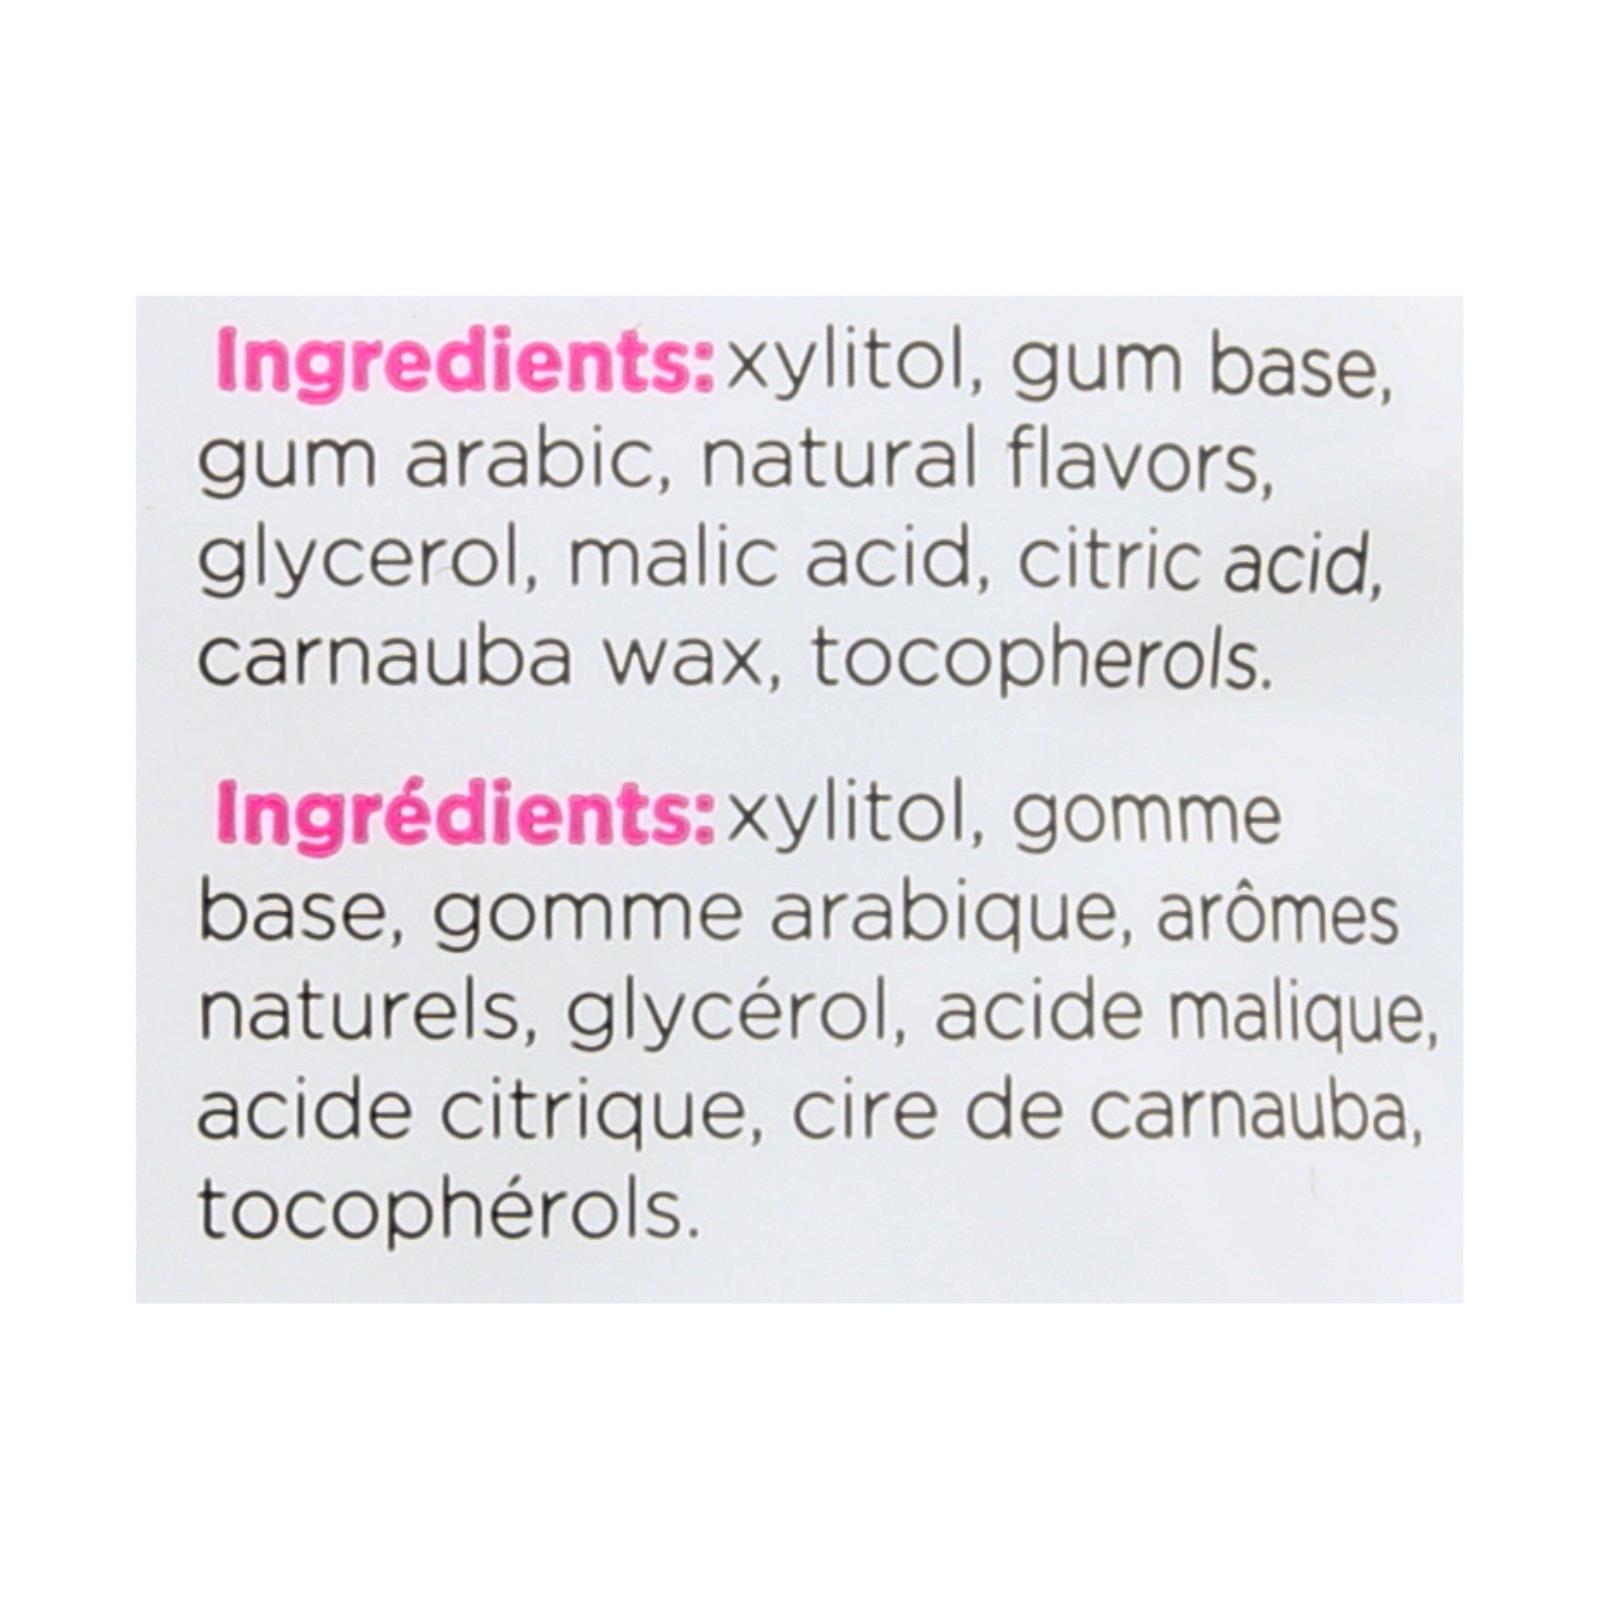 Ingredients: xylitol, gum base,
gum arabic, natural flavors,
glycerol, malic acid, citric acid,
carnauba wax, tocopherols.
Ingrédients: xylitol, gomme
base, gomme arabique, arômes
naturels, glycérol, acide malique,
acide citrique, cire de carnauba,
tocophérols.